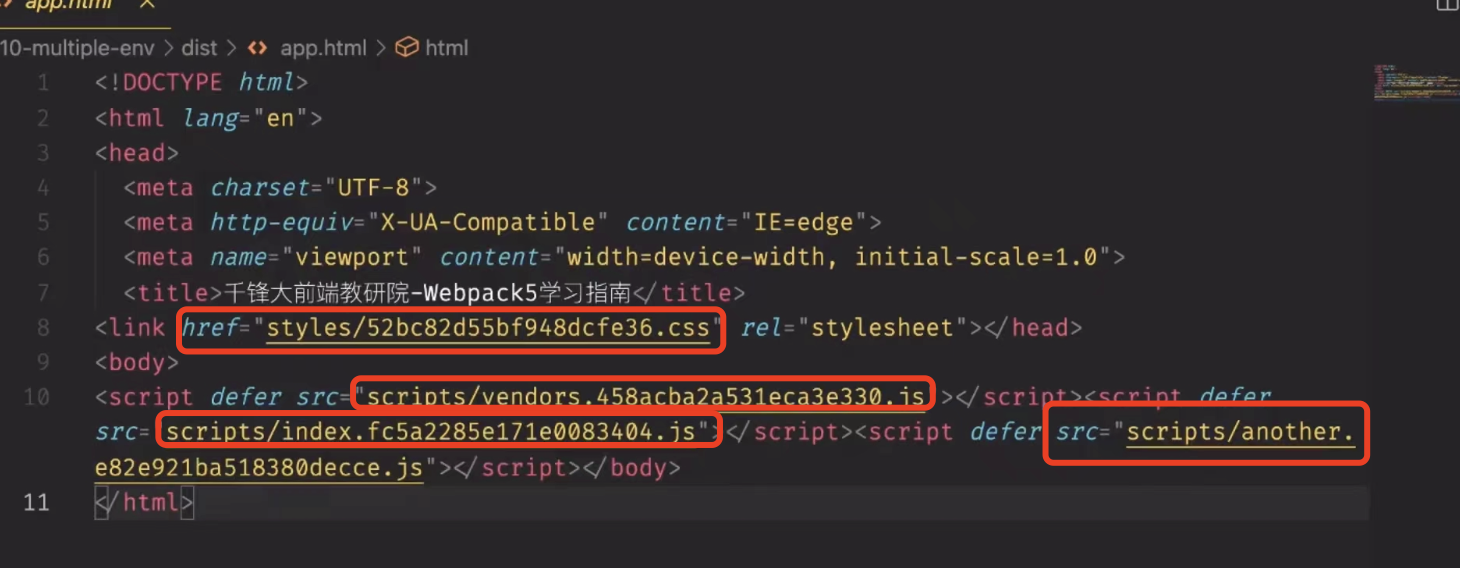 app.html
10-multiple-env > dist > app.html > html
1 <!DOCTYPE html>
2 <html lang="en">
3 <head>
4 <meta charset="UTF-8">
5 <meta http-equiv="X-UA-Compatible" content="IE=edge">
6 <meta name="viewport" content="width=device-width, initial-scale=1.0">
7 <title>千锋大前端教研院-Webpack5学习指南</title>
8 <link href="styles/52bc82d55bf948dcfe36.css" rel="stylesheet"></head>
9 <body>
10 <script defer src="scripts/vendors.458acba2a531eca3e330.js"></script><script defer
src="scripts/index.fc5a2285e171e0083404.js"></script><script defer src="scripts/another.
e82e921ba518380decce.js"></script></body>
11 </html>